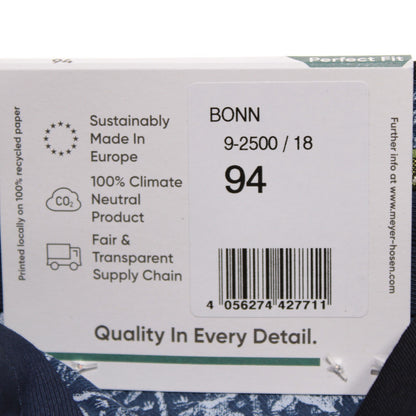 Perfect Fit
94
Sustainably
Made In
Europe
CO2
100% Climate
Neutral
Product
Fair &
Transparent
Supply Chain
Printed locally on 100% recycled paper
BONN
9-2500 / 18
94
4 056274 427711
Further info at www.meyer-hosen.com
Quality In Every Detail.